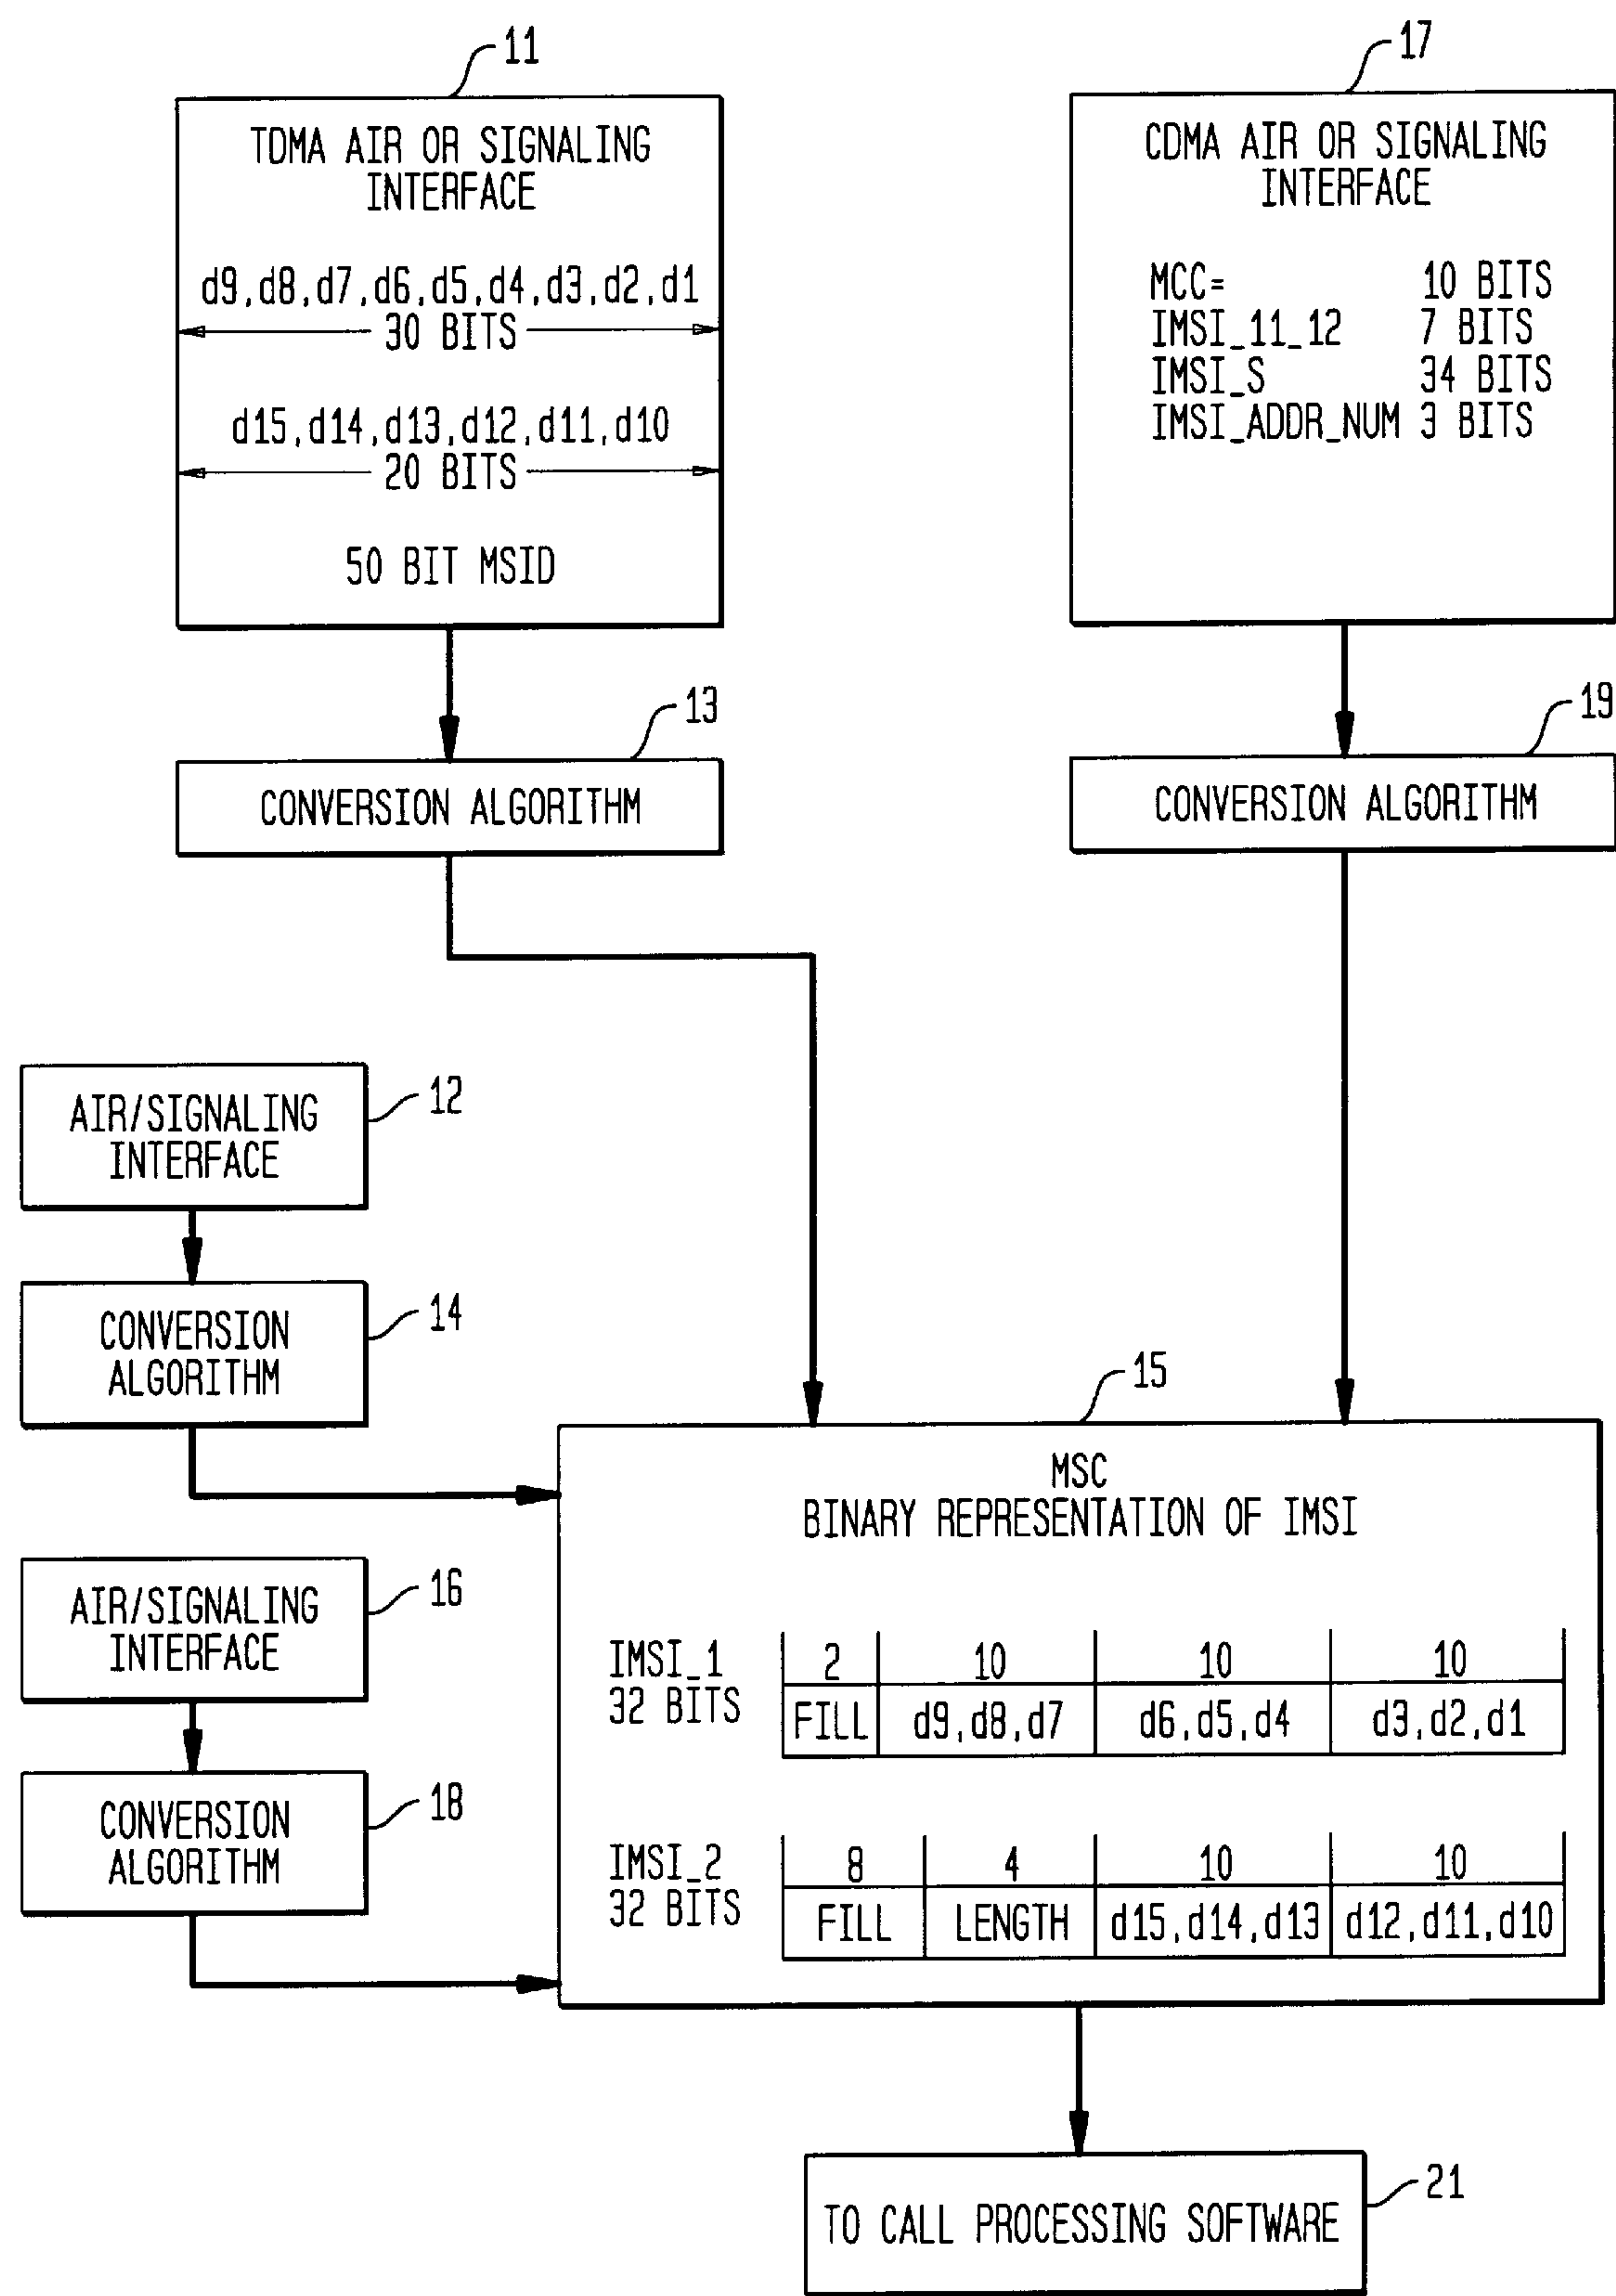 11
TDMA AIR OR SIGNALING
INTERFACE
d9,d8,d7,d6,d5,d4,d3,d2,d1
30 BITS
d15,d14,d13,d12,d11,d10
20 BITS
50 BIT MSID
17
CDMA AIR OR SIGNALING
INTERFACE
MCC= 10 BITS
IMSI_11_12 7 BITS
IMSI_S 34 BITS
IMSI_ADDR_NUM 3 BITS
13
CONVERSION ALGORITHM
19
CONVERSION ALGORITHM
12
AIR/SIGNALING
INTERFACE
14
CONVERSION
ALGORITHM
16
AIR/SIGNALING
INTERFACE
18
CONVERSION
ALGORITHM
15
MSC
BINARY REPRESENTATION OF IMSI
IMSI_1 2 10 10 10
32 BITS FILL d9,d8,d7 d6,d5,d4 d3,d2,d1
IMSI_2 8 4 10 10
32 BITS FILL LENGTH d15,d14,d13 d12,d11,d10
21
TO CALL PROCESSING SOFTWARE